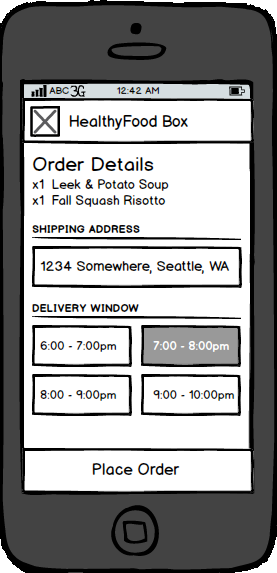 ABC 3G 12:42 AM
HealthyFood Box
Order Details
x1 Leek & Potato Soup
x1 Fall Squash Risotto
SHIPPING ADDRESS
1234 Somewhere, Seattle, WA
DELIVERY WINDOW
6:00 - 7:00pm 7:00 - 8:00pm
8:00 - 9:00pm 9:00 - 10:00pm
Place Order